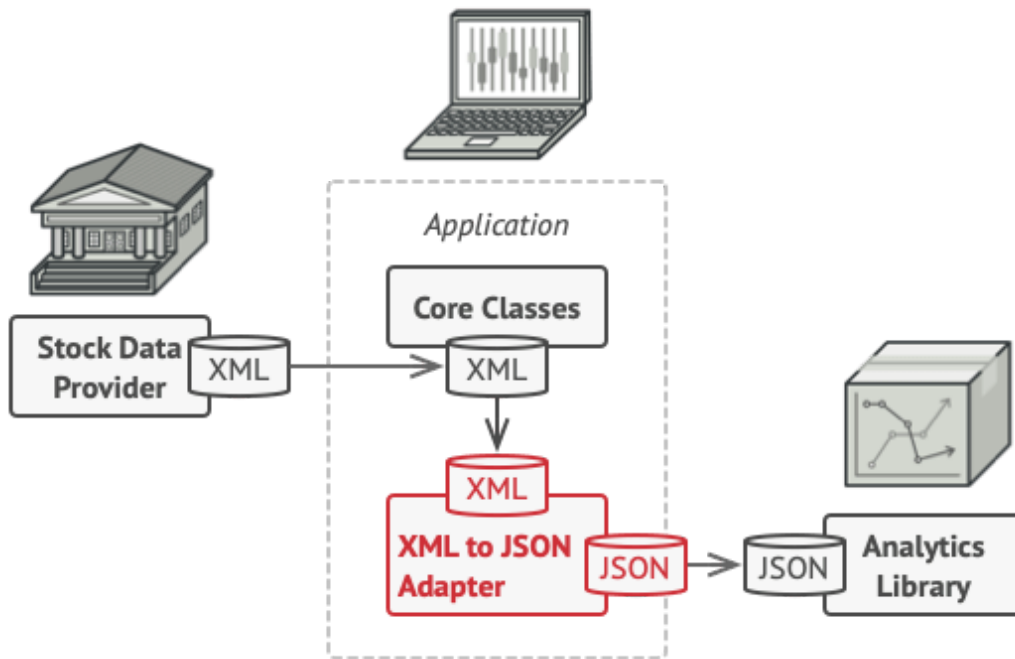 Application
Core Classes
Stock Data
Provider
XML
XML
XML
XML to JSON
Adapter
JSON
JSON
Analytics
Library